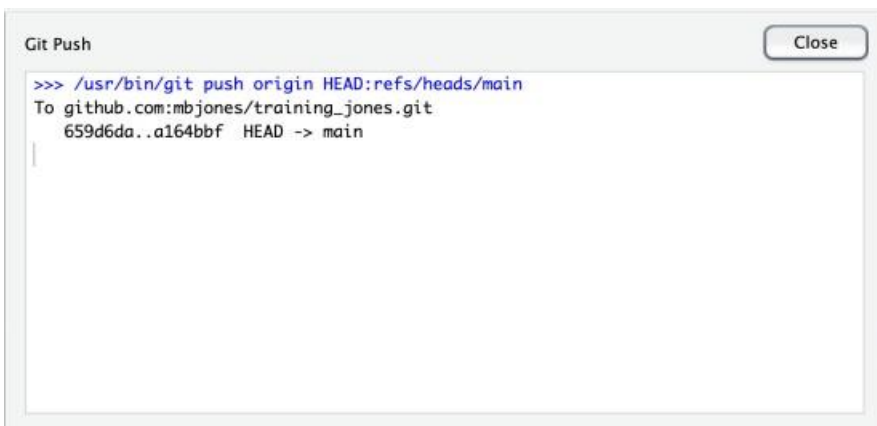 Git Push
Close
>>> /usr/bin/git push origin HEAD:refs/heads/main
To github.com:mbjones/training_jones.git
   659d6da..a164bbf  HEAD -> main